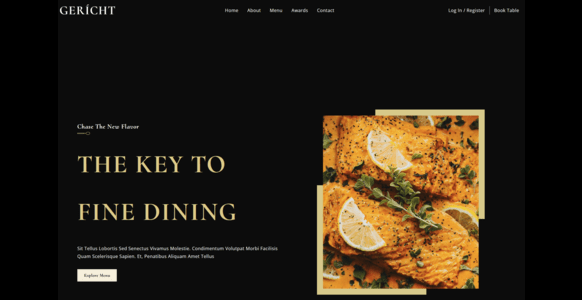 GERÍCHT
Home About Menu Awards Contact
Log In / Register Book Table
Chase The New Flavor
THE KEY TO
FINE DINING
Sit Tellus Lobortis Sed Senectus Vivamus Molestie. Condimentum Volutpat Morbi Facilisis
Quam Scelerisque Sapien. Et, Penatibus Aliquam Amet Tellus
Explore Menu